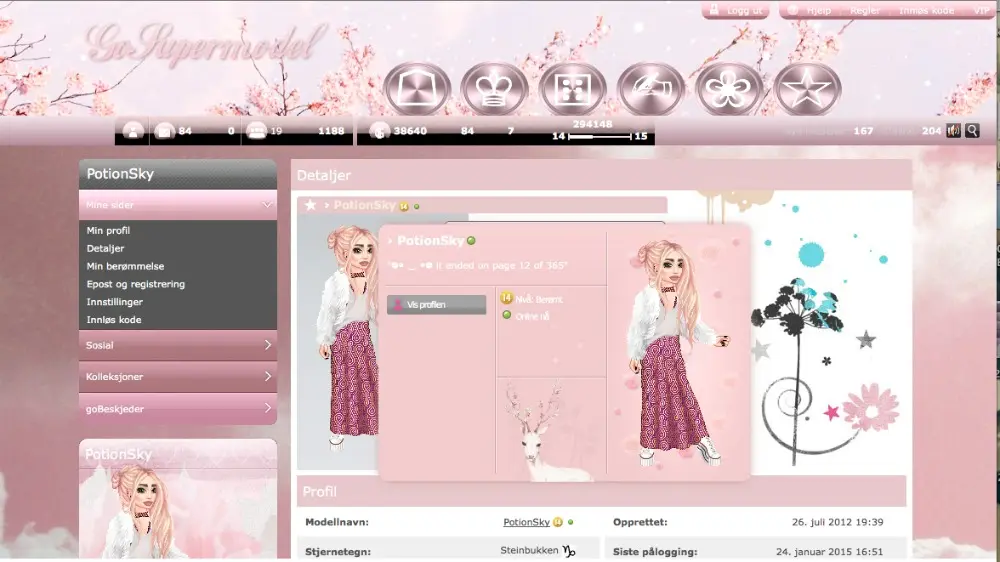 GoSupermodel
Logg ut
Hjelp
Regler
Innløs kode
VIP
84
0
19
1188
38640
84
7
294148
14
15
167
204
PotionSky
Mine sider
Min profil
Detaljer
Min berømmelse
Epost og registrering
Innstillinger
Innløs kode
Sosial
Kolleksjoner
goBeskjeder
PotionSky
Detaljer
› PotionSky 14
› PotionSky
it ended on page 12 of 365"
Vis profilen
14 Nivå: Berømt
Online nå
Profil
Modellnavn: PotionSky 14
Opprettet: 26. juli 2012 19:39
Stjernetegn: Steinbukken ♑
Siste pålogging: 24. januar 2015 16:51